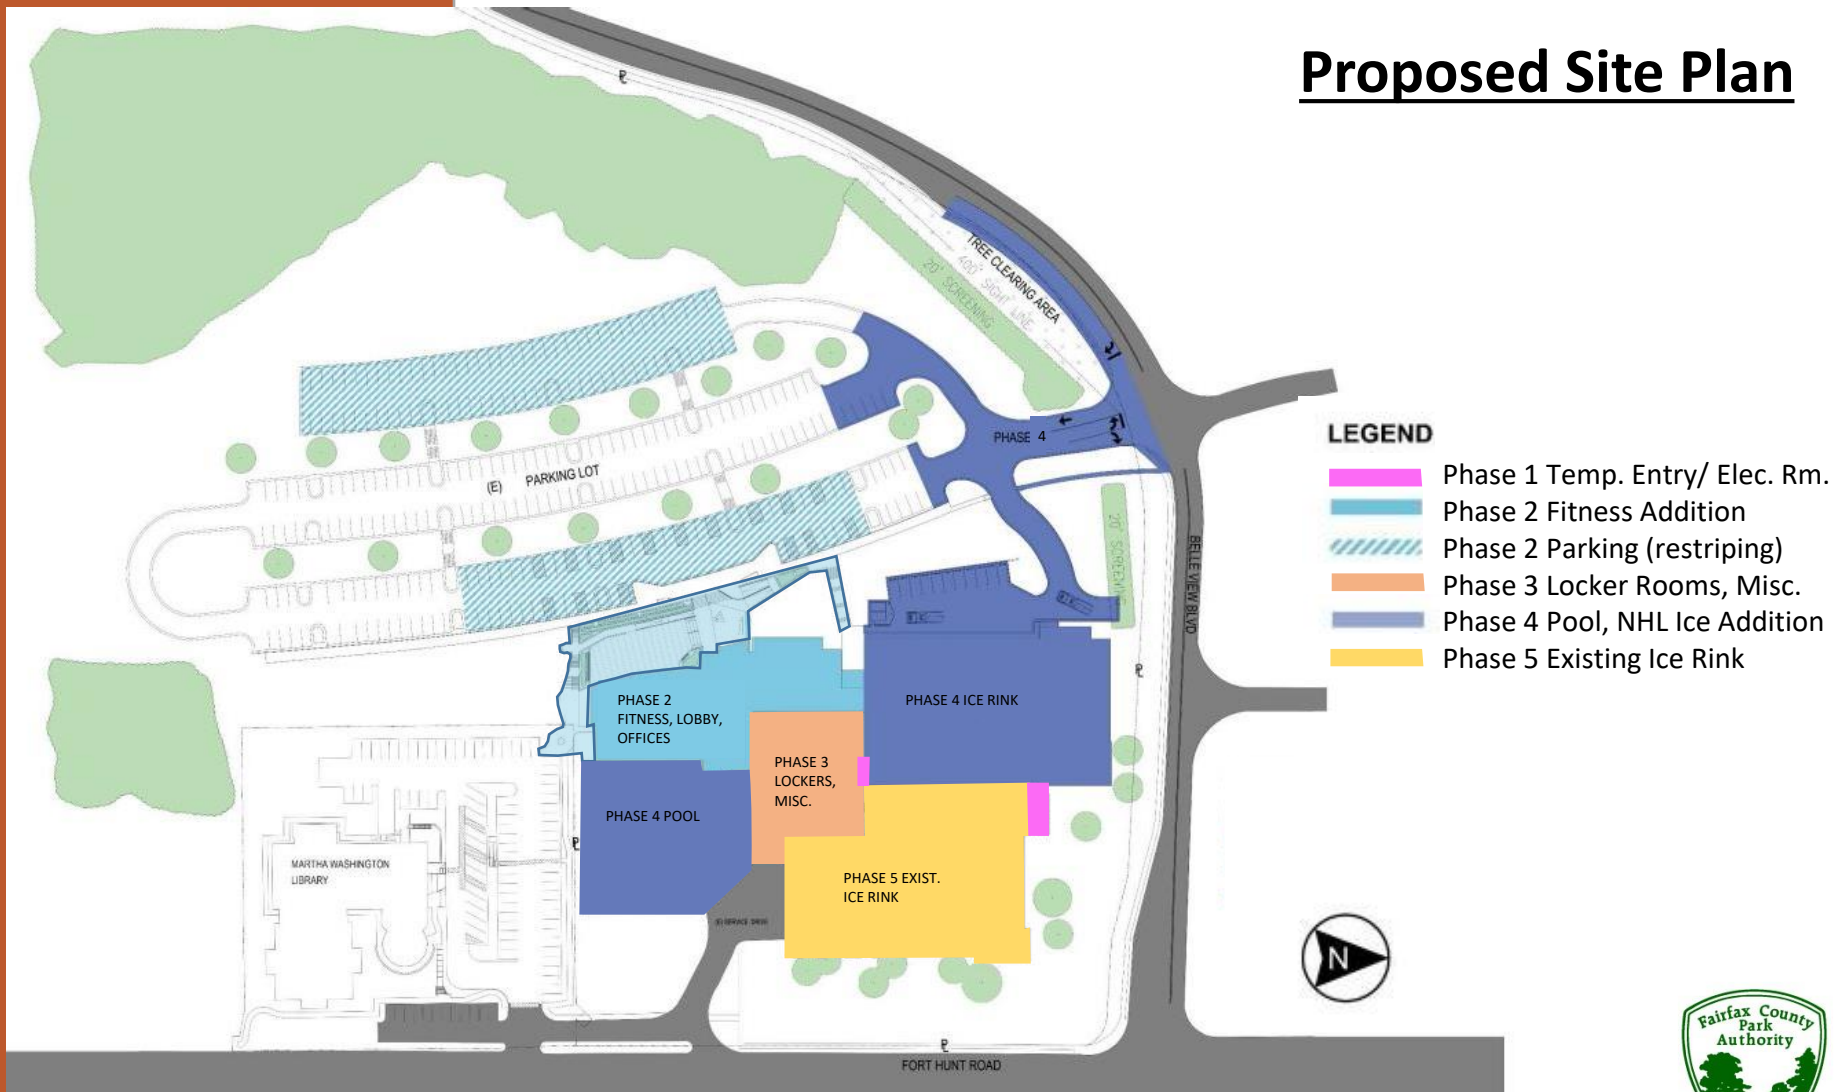 Proposed Site Plan
TREE CLEARING AREA
400' SIGHT LINE
20' SCREENING
PHASE 4
(E) PARKING LOT
20' SCREENING
BELLE VIEW BLVD
LEGEND
Phase 1 Temp. Entry/ Elec. Rm.
Phase 2 Fitness Addition
Phase 2 Parking (restriping)
Phase 3 Locker Rooms, Misc.
Phase 4 Pool, NHL Ice Addition
Phase 5 Existing Ice Rink
PHASE 2
FITNESS, LOBBY,
OFFICES
PHASE 4 ICE RINK
PHASE 3
LOCKERS,
MISC.
PHASE 4 POOL
MARTHA WASHINGTON
LIBRARY
PHASE 5 EXIST.
ICE RINK
(E) SERVICE DRIVE
N
FORT HUNT ROAD
Fairfax County
Park
Authority